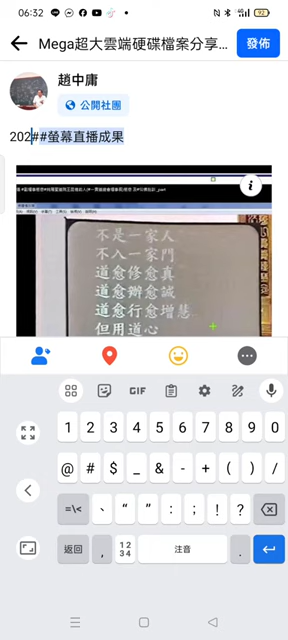 06:32
92
Mega超大雲端硬碟檔案分享...
發佈
趙中庸
公開社團
202##螢幕直播成果
不是一家人
不入一家門
道愈修愈真
道愈辦愈誠
道愈行愈增慧
但用道心
GIF
1 2 3 4 5 6 7 8 9 0
@ # $ _ & - + ( ) /
=\< 、 “ ” : ; ! ?
返回 , 1234 注音 .